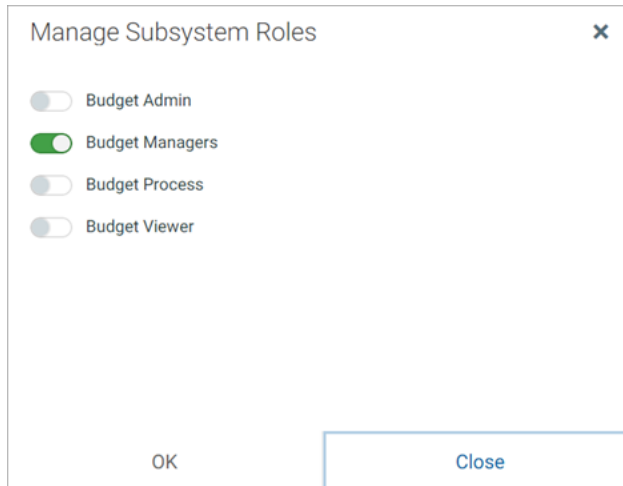 Manage Subsystem Roles
Budget Admin
Budget Managers
Budget Process
Budget Viewer
OK Close